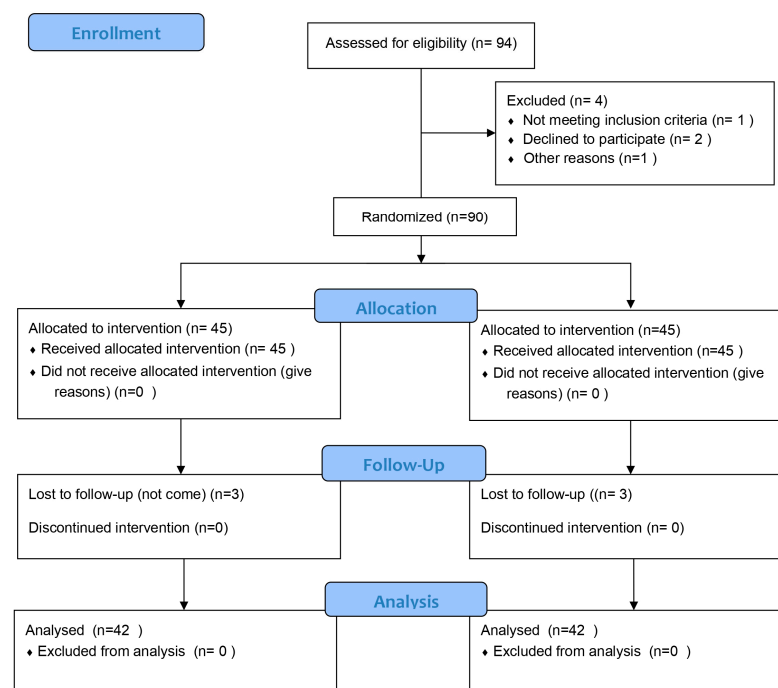 Enrollment
Assessed for eligibility (n= 94)
Excluded (n= 4)
♦ Not meeting inclusion criteria (n= 1 )
♦ Declined to participate (n= 2 )
♦ Other reasons (n=1 )
Randomized (n=90)
Allocation
Allocated to intervention (n= 45)
♦ Received allocated intervention (n= 45 )
♦ Did not receive allocated intervention (give
reasons) (n=0 )
Allocated to intervention (n=45)
♦ Received allocated intervention (n=45 )
♦ Did not receive allocated intervention (give
reasons) (n= 0 )
Follow-Up
Lost to follow-up (not come) (n=3)
Discontinued intervention (n=0)
Lost to follow-up ((n= 3)
Discontinued intervention (n= 0)
Analysis
Analysed (n=42 )
♦ Excluded from analysis (n= 0 )
Analysed (n=42 )
♦ Excluded from analysis (n=0 )